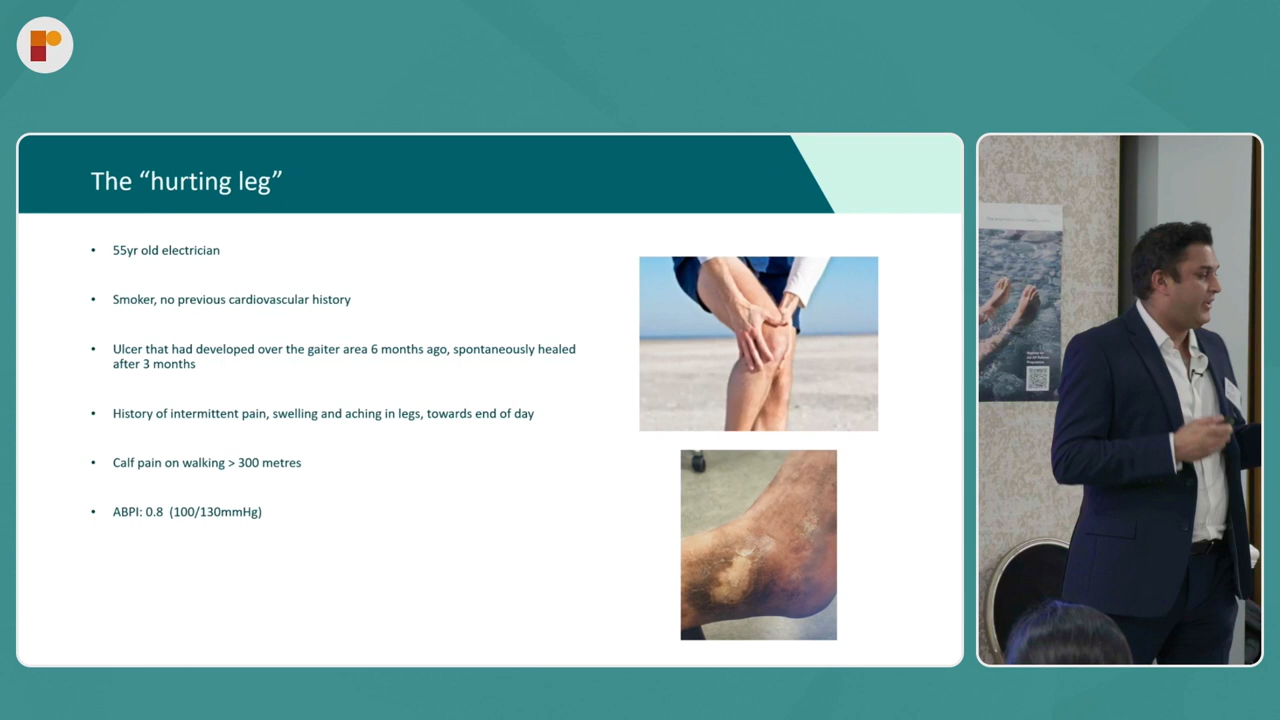 The “hurting leg”
• 55yr old electrician
• Smoker, no previous cardiovascular history
• Ulcer that had developed over the gaiter area 6 months ago, spontaneously healed
after 3 months
• History of intermittent pain, swelling and aching in legs, towards end of day
• Calf pain on walking > 300 metres
• ABPI: 0.8 (100/130mmHg)